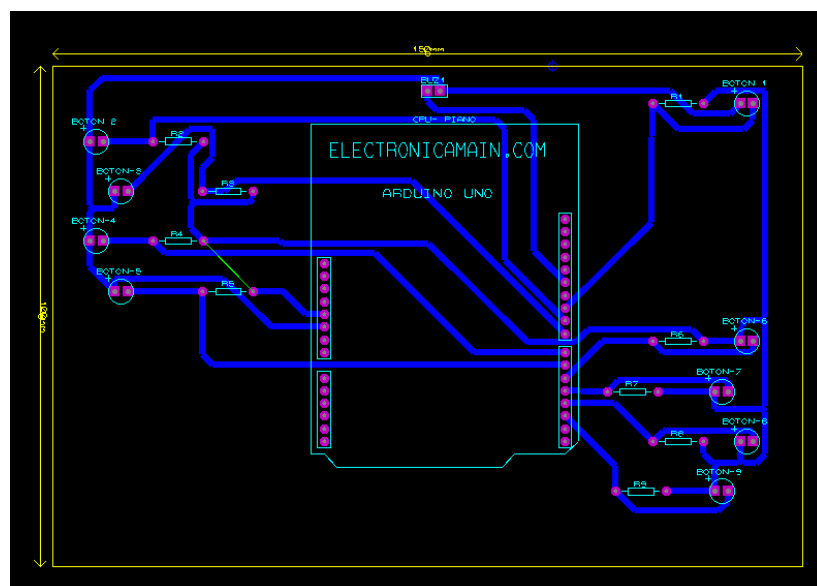 150mm
BUZ1
BOTON 1
R1
BOTON 2
CPU- PIANO
R2
ELECTRONICAMAIN.COM
BOTON-3
R3
ARDUINO UNO
BOTON-4
R4
BOTON-5
R5
100mm
BOTON-6
R6
BOTON-7
R7
BOTON-8
R8
BOTON-9
R9